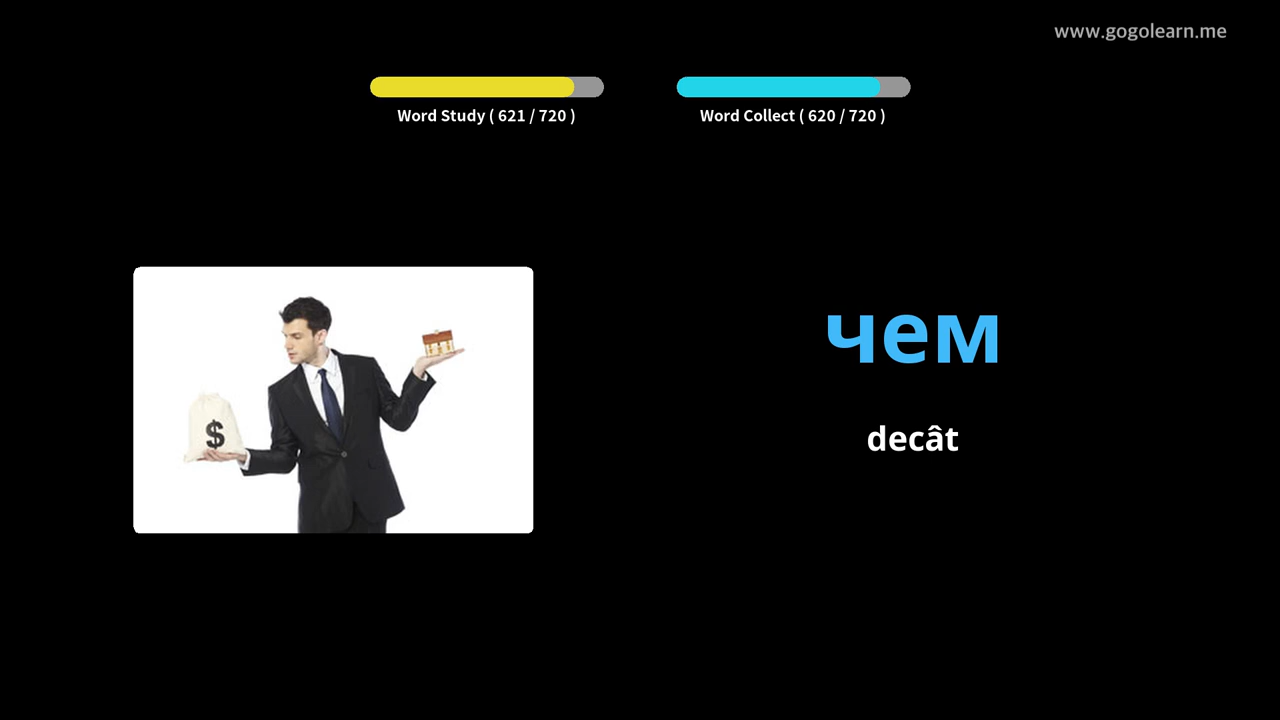 www.gogolearn.me
Word Study ( 621 / 720 )
Word Collect ( 620 / 720 )
чем
decât
$